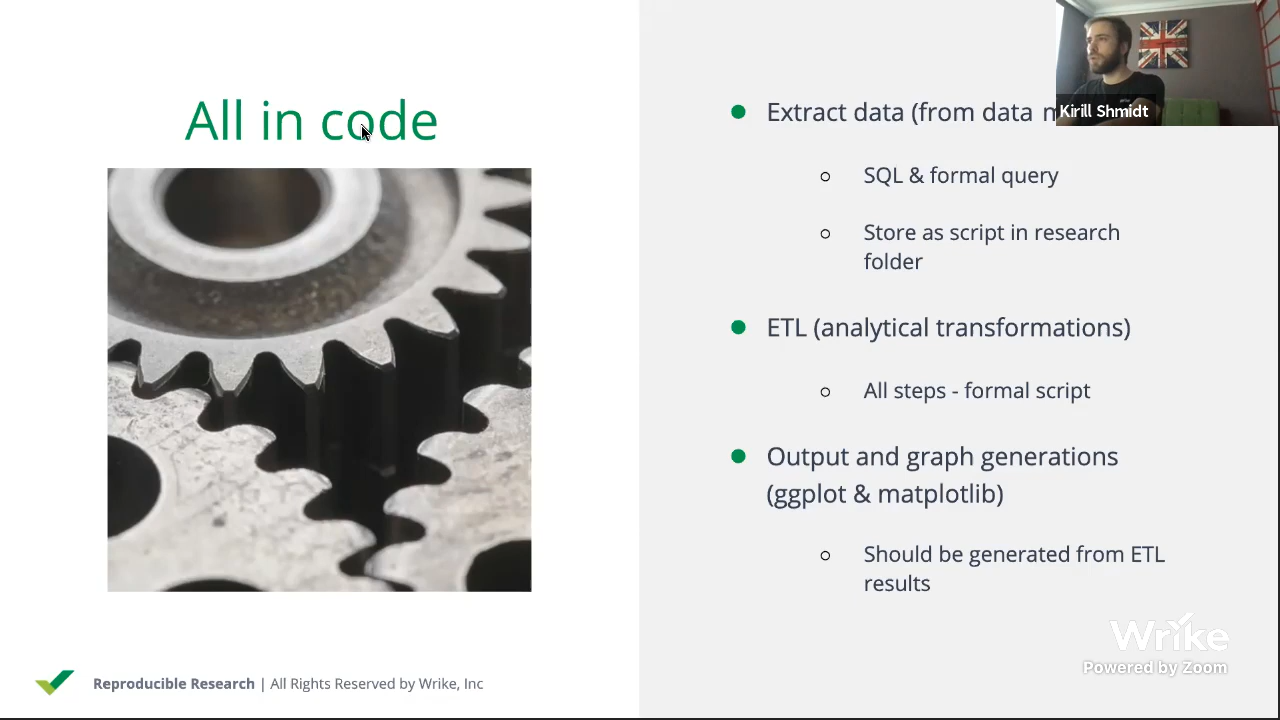 All in code
Extract data (from data
Kirill Shmidt
SQL & formal query
Store as script in research
folder
ETL (analytical transformations)
All steps - formal script
Output and graph generations
(ggplot & matplotlib)
Should be generated from ETL
results
Wrike
Powered by Zoom
Reproducible Research | All Rights Reserved by Wrike, Inc